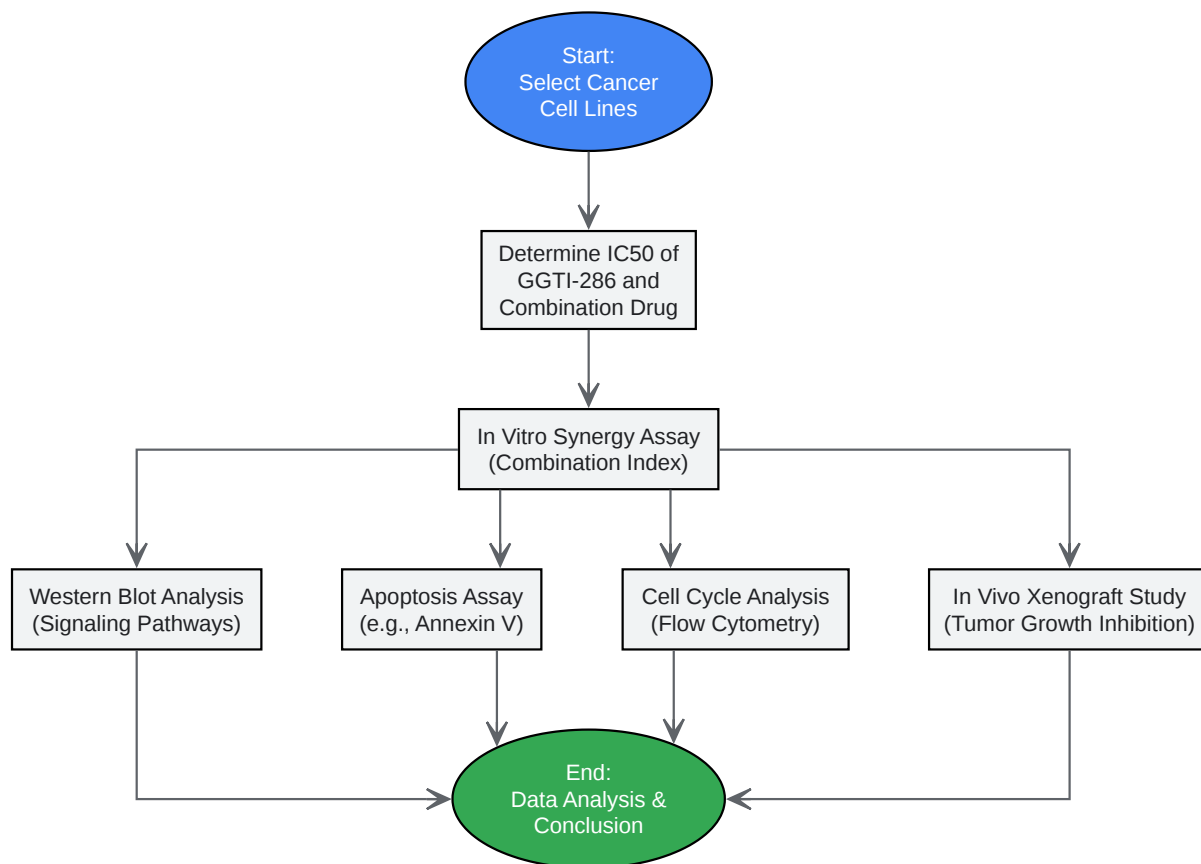 Start:
Select Cancer
Cell Lines
Determine IC50 of
GGTI-286 and
Combination Drug
In Vitro Synergy Assay
(Combination Index)
Western Blot Analysis
(Signaling Pathways)
Apoptosis Assay
(e.g., Annexin V)
Cell Cycle Analysis
(Flow Cytometry)
In Vivo Xenograft Study
(Tumor Growth Inhibition)
End:
Data Analysis &
Conclusion